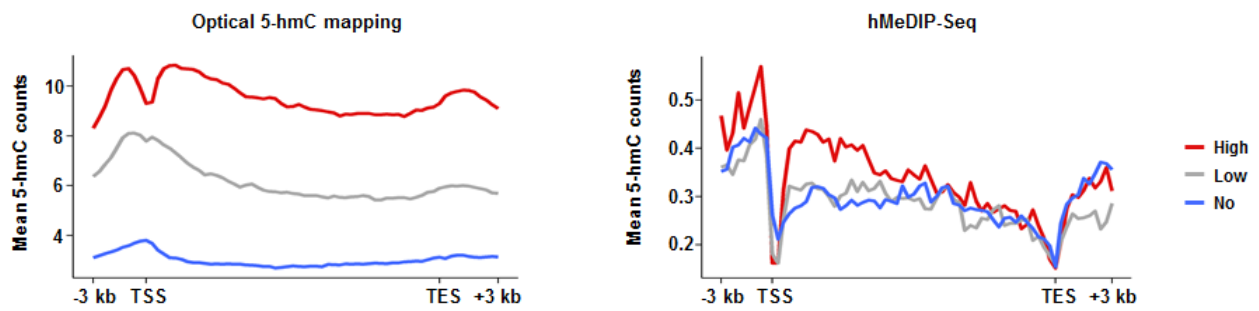 Optical 5-hmC mapping
Mean 5-hmC counts
10
8
6
4
-3 kb TSS TES +3 kb
hMeDIP-Seq
Mean 5-hmC counts
0.5
0.4
0.3
0.2
-3 kb TSS TES +3 kb
High
Low
No